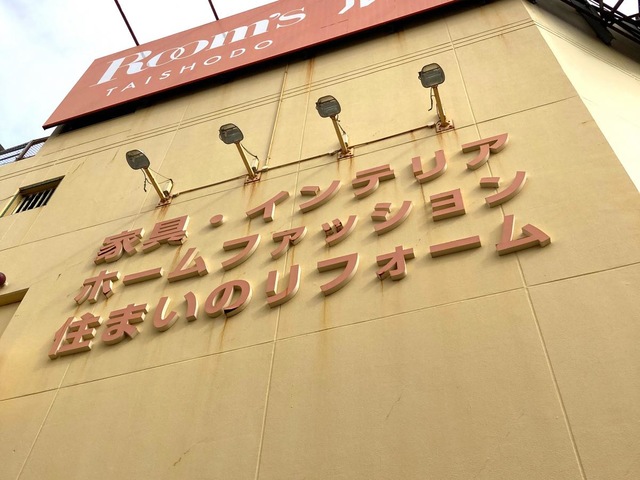 Room's
TAISHODO
家具・インテリア
ホームファッション
住まいのリフォーム